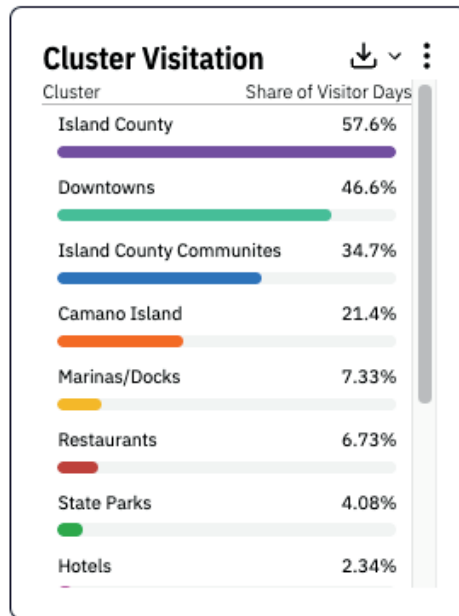 Cluster Visitation
Cluster Share of Visitor Days
Island County 57.6%
Downtowns 46.6%
Island County Communites 34.7%
Camano Island 21.4%
Marinas/Docks 7.33%
Restaurants 6.73%
State Parks 4.08%
Hotels 2.34%